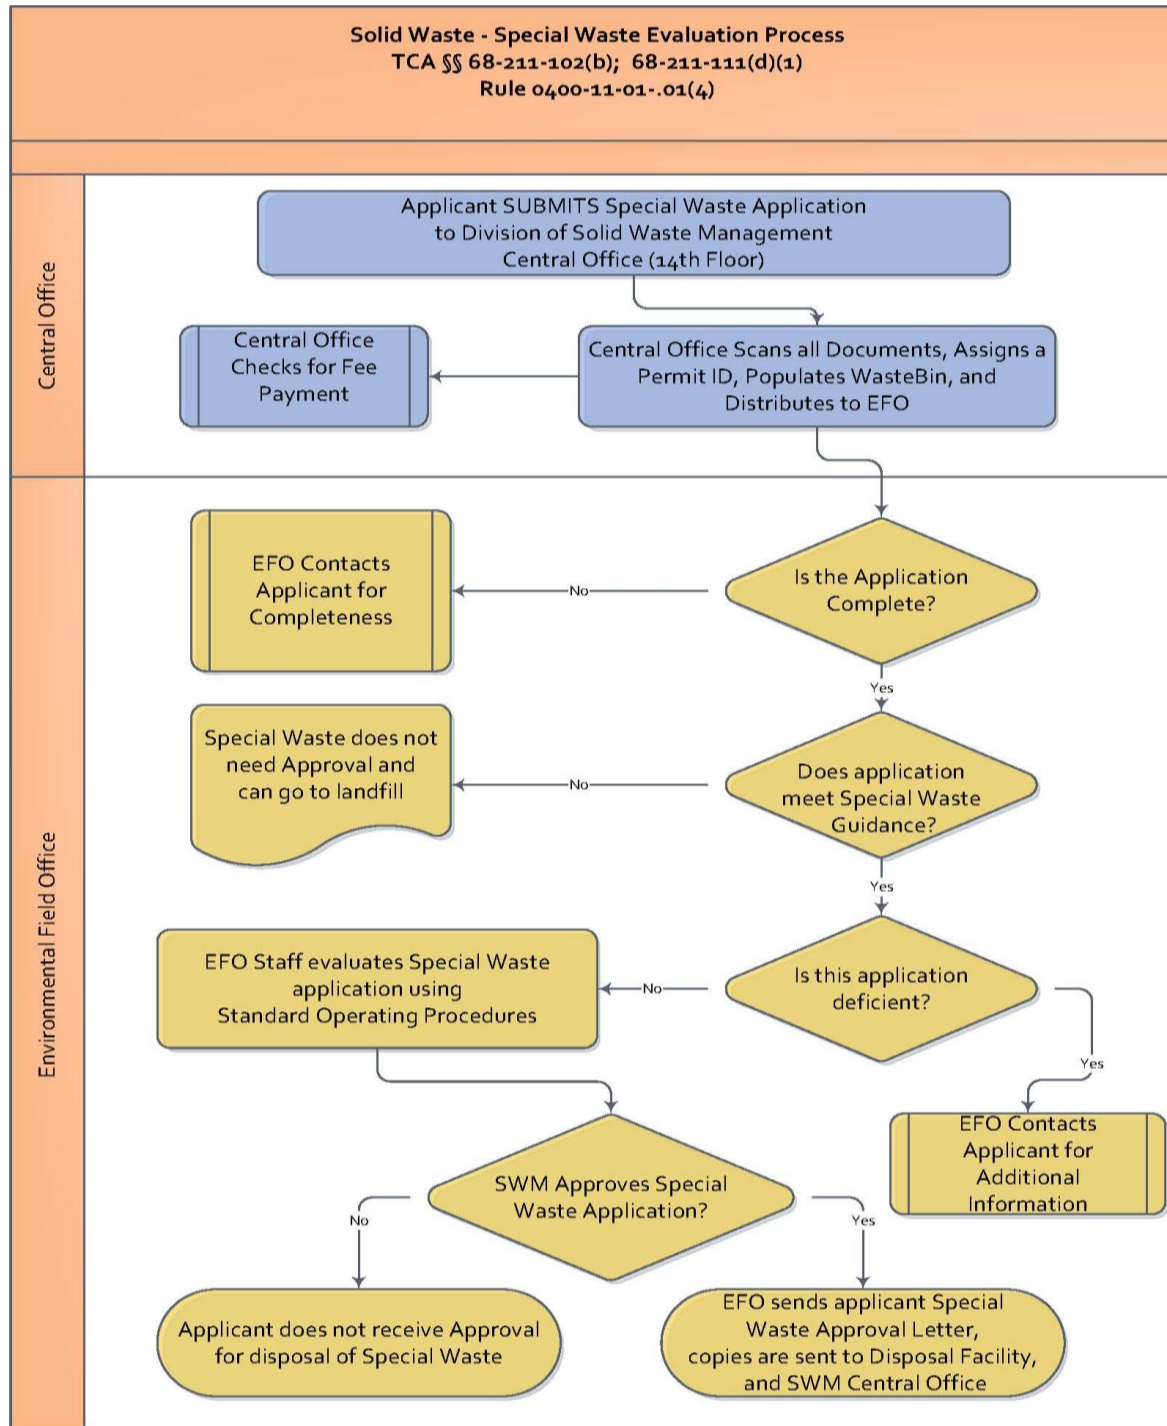 Solid Waste - Special Waste Evaluation Process
TCA §§ 68-211-102(b);  68-211-111(d)(1)
Rule 0400-11-01-.01(4)
Central Office
Applicant SUBMITS Special Waste Application
to Division of Solid Waste Management
Central Office (14th Floor)
Central Office
Checks for Fee
Payment
Central Office Scans all Documents, Assigns a
Permit ID, Populates WasteBin, and
Distributes to EFO
Environmental Field Office
EFO Contacts
Applicant for
Completeness
No
Is the Application
Complete?
Yes
Special Waste does not
need Approval and
can go to landfill
No
Does application
meet Special Waste
Guidance?
Yes
EFO Staff evaluates Special Waste
application using
Standard Operating Procedures
No
Is this application
deficient?
Yes
EFO Contacts
Applicant for
Additional
Information
SWM Approves Special
Waste Application?
No
Yes
Applicant does not receive Approval
for disposal of Special Waste
EFO sends applicant Special
Waste Approval Letter,
copies are sent to Disposal Facility,
and SWM Central Office